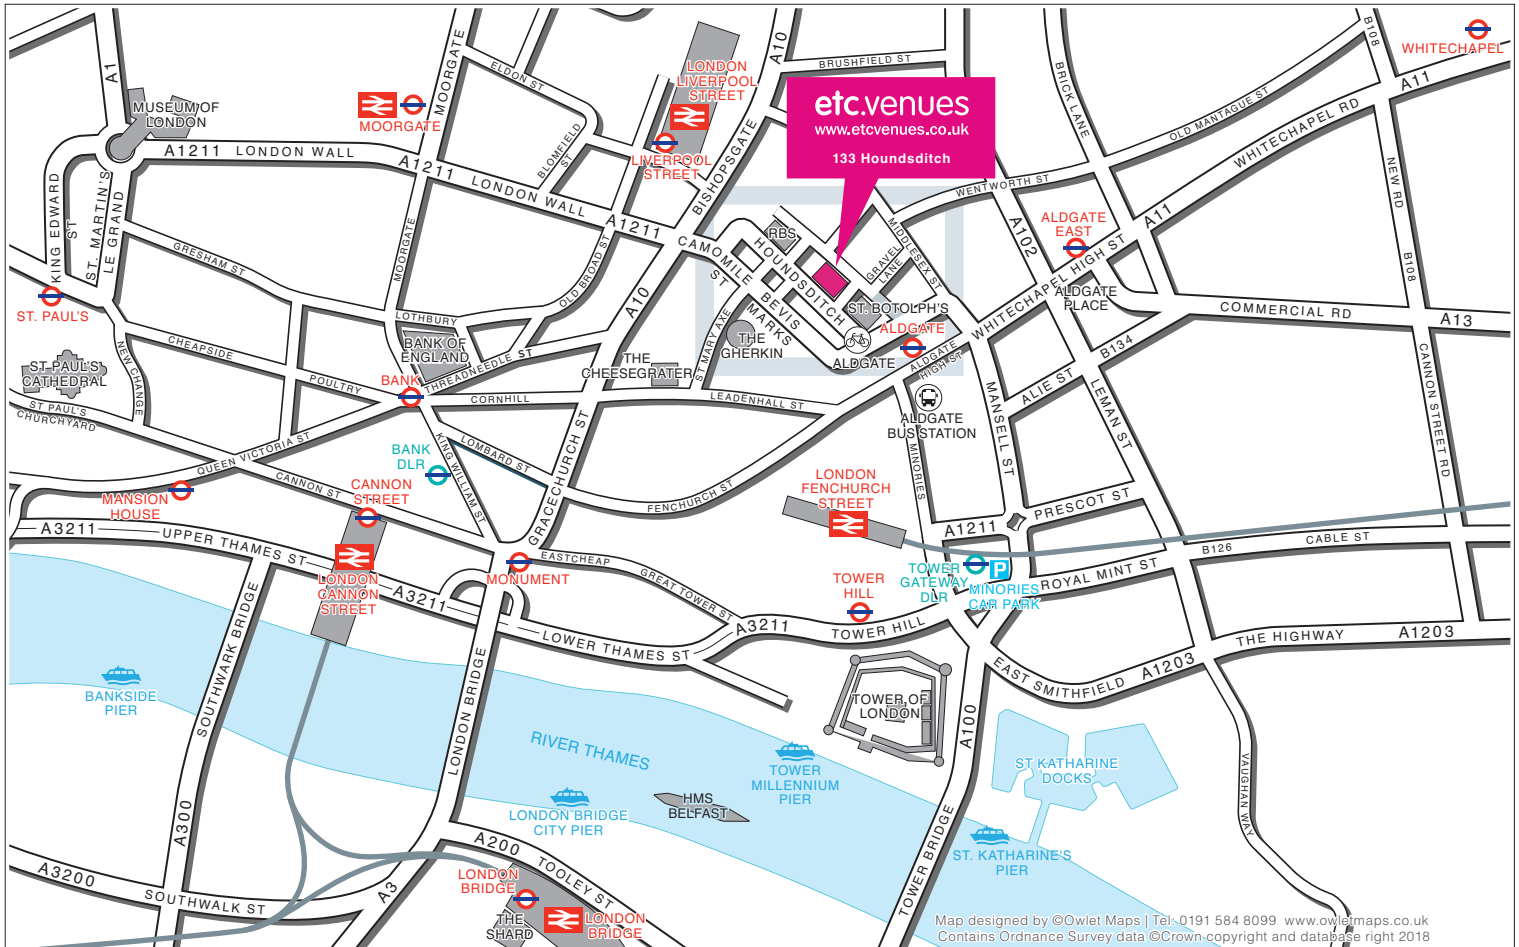 A1
MOORGATE
A10
B108
WHITECHAPEL
ELDON ST
LONDON
LIVERPOOL
STREET
BRUSHFIELD ST
BRICK LANE
A11
etc.venues
www.etcvenues.co.uk
133 Houndsditch
MUSEUM OF
LONDON
MOORGATE
OLD MANTAGUE ST
WHITECHAPEL RD
A1211
LONDON WALL
A1211
LONDON WALL
BLOMFIELD
ST
LIVERPOOL
STREET
BISHOPSGATE
A1211
KING EDWARD
ST
ST. MARTIN'S
LE GRAND
WENTWORTH ST
NEW RD
A11
A102
ALDGATE
EAST
GRESHAM ST
MOORGATE
OLD BROAD ST
CAMOMILE
ST
RBS
HOUNDSDITCH
GRAVEL
LANE
MIDDLESEX ST
WHITECHAPEL HIGH ST
B108
ALDGATE
PLACE
ST. PAUL'S
LOTHBURY
A10
BEVIS
MARKS
ST. BOTOLPH'S
COMMERCIAL RD
A13
CHEAPSIDE
NEW CHANGE
BANK OF
ENGLAND
THREADNEEDLE ST
THE
CHEESEGRATER
ST MARY AXE
THE
GHERKIN
ALDGATE
ALDGATE
ALDGATE
HIGH ST
B134
ST PAUL'S
CATHEDRAL
POULTRY
BANK
CORNHILL
LEADENHALL ST
MANSELL ST
ALIE ST
LEMAN ST
CANNON STREET RD
ST PAUL'S
CHURCHYARD
ALDGATE
BUS STATION
QUEEN VICTORIA ST
BANK
DLR
KING WILLIAM ST
LOMBARD ST
GRACECHURCH ST
MINORIES
CANNON ST
CANNON
STREET
FENCHURCH ST
LONDON
FENCHURCH
STREET
MANSION
HOUSE
PRESCOT ST
A1211
A3211
UPPER THAMES ST
EASTCHEAP
MONUMENT
GREAT TOWER ST
B126
CABLE ST
LONDON
CANNON
STREET
A3211
TOWER
HILL
TOWER
GATEWAY
DLR
P
MINORIES
CAR PARK
ROYAL MINT ST
SOUTHWARK BRIDGE
LOWER THAMES ST
A3211
TOWER HILL
THE HIGHWAY
A1203
EAST SMITHFIELD
A1203
BANKSIDE
PIER
LONDON BRIDGE
TOWER OF
LONDON
A100
RIVER THAMES
TOWER
MILLENNIUM
PIER
ST KATHARINE
DOCKS
VAUGHAN WAY
HMS
BELFAST
LONDON BRIDGE
CITY PIER
A300
ST. KATHARINE'S
PIER
A200
TOOLEY ST
TOWER BRIDGE
A3200
SOUTHWALK ST
A3
LONDON
BRIDGE
THE
SHARD
LONDON
BRIDGE
Map designed by ©Owlet Maps | Tel: 0191 584 8099 www.owletmaps.co.uk
Contains Ordnance Survey data ©Crown copyright and database right 2018